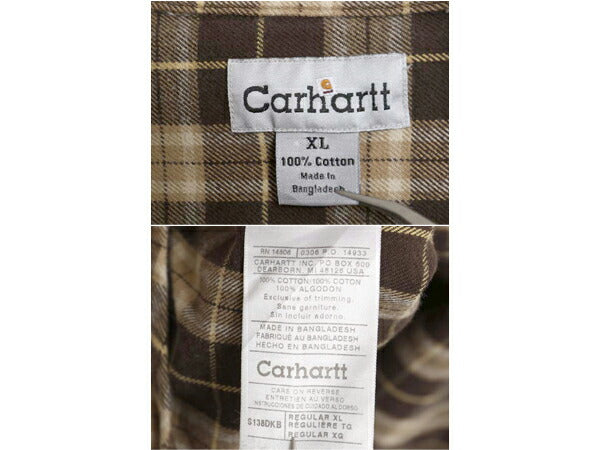 Carhartt
XL
100% Cotton
Made in
Bangladesh
RN 14806 0306 P.O. 14933
CARHARTT INC. PO BOX 600
DEARBORN, MI 48126 USA
100% COTTON/100% COTON
100% ALGODON
Exclusive of trimming.
Sans garniture.
Sin incluir adorno.
MADE IN BANGLADESH
FABRIQUÉ AU BANGLADESH
HECHO EN BANGLADESH
Carhartt
CARE ON REVERSE
ENTRETIEN AU VERSO
INSTRUCCIONES DE CUIDADO AL DORSO
S138DKB REGULAR XL
RÉGULIÈRE TG
REGULAR XG